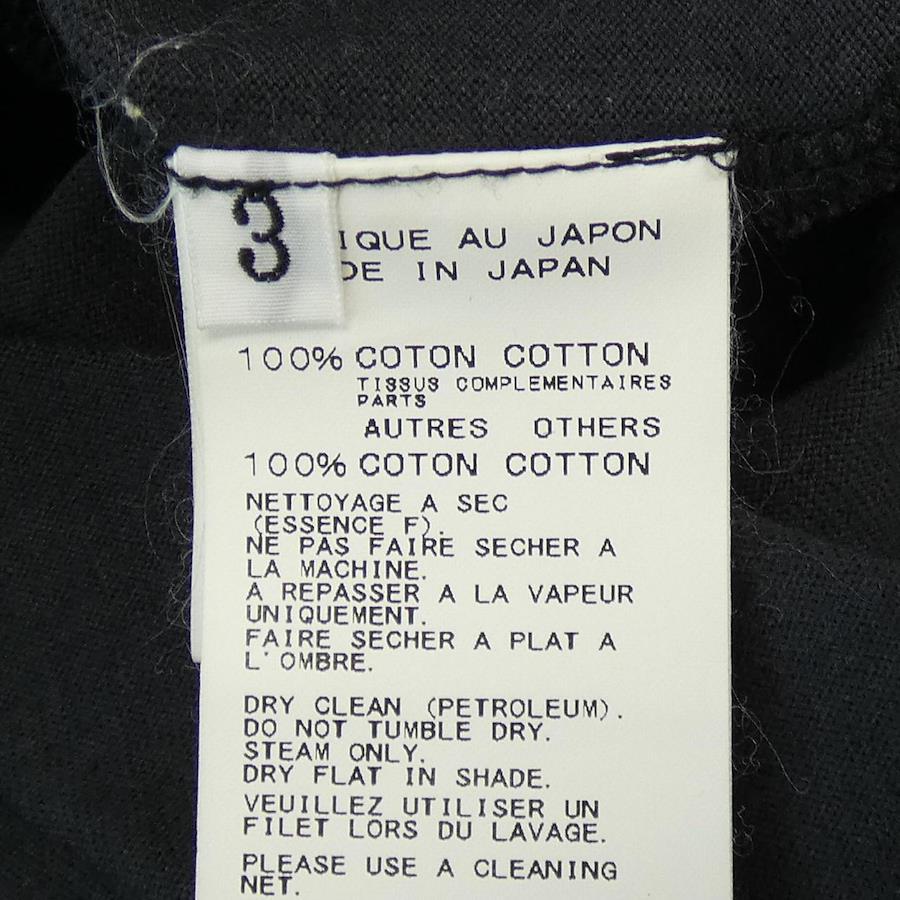 3
IQUE AU JAPON
DE IN JAPAN
100% COTON COTTON
TISSUS COMPLEMENTAIRES
PARTS
AUTRES OTHERS
100% COTON COTTON
NETTOYAGE A SEC
(ESSENCE F).
NE PAS FAIRE SECHER A
LA MACHINE.
A REPASSER A LA VAPEUR
UNIQUEMENT.
FAIRE SECHER A PLAT A
L'OMBRE.
DRY CLEAN (PETROLEUM).
DO NOT TUMBLE DRY.
STEAM ONLY.
DRY FLAT IN SHADE.
VEUILLEZ UTILISER UN
FILET LORS DU LAVAGE.
PLEASE USE A CLEANING
NET.